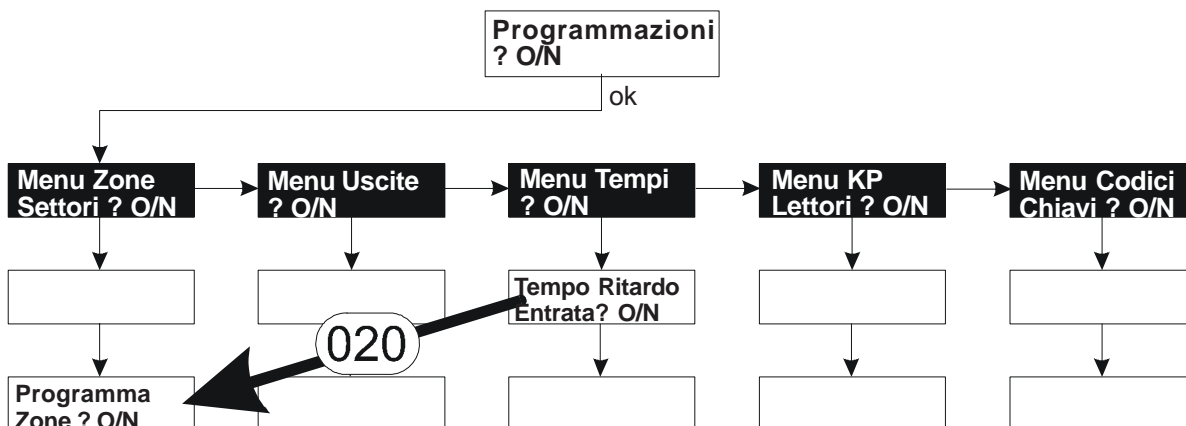 Programmazioni
? O/N
ok
Menu Zone
Settori ? O/N
Menu Uscite
? O/N
Menu Tempi
? O/N
Menu KP
Lettori ? O/N
Menu Codici
Chiavi ? O/N
Tempo Ritardo
Entrata? O/N
020
Programma
Zone ? O/N